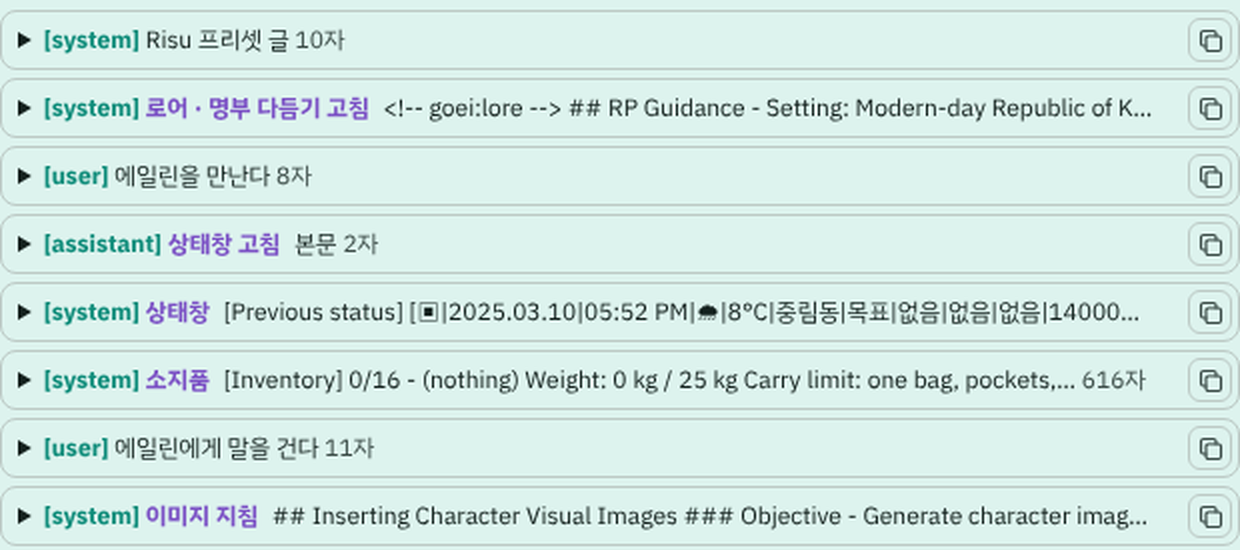 ▶ [system] Risu 프리셋 글 10자
▶ [system] 로어 · 명부 다듬기 고침 <!-- goei:lore --> ## RP Guidance - Setting: Modern-day Republic of K...
▶ [user] 에일린을 만난다 8자
▶ [assistant] 상태창 고침 본문 2자
▶ [system] 상태창 [Previous status] [▣|2025.03.10|05:52 PM|🌧|8°C|중림동|목표|없음|없음|없음|14000...
▶ [system] 소지품 [Inventory] 0/16 - (nothing) Weight: 0 kg / 25 kg Carry limit: one bag, pockets,... 616자
▶ [user] 에일린에게 말을 건다 11자
▶ [system] 이미지 지침 ## Inserting Character Visual Images ### Objective - Generate character imag...